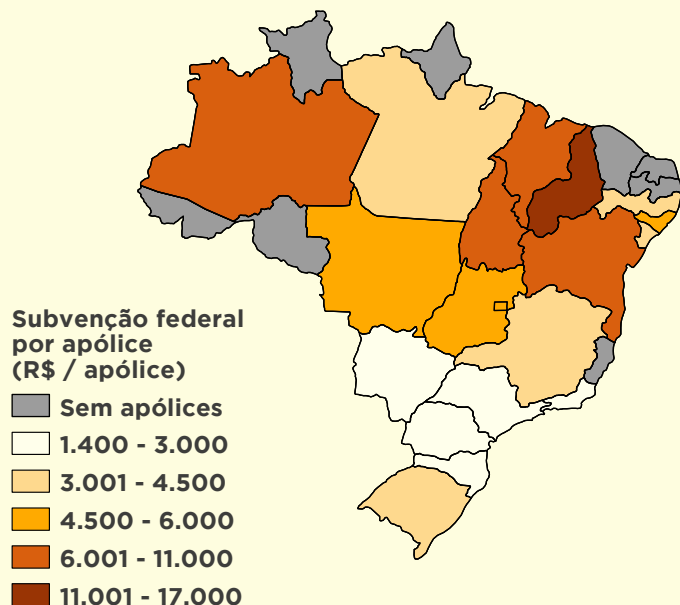 Subvenção federal
por apólice
(R$ / apólice)
Sem apólices
1.400 - 3.000
3.001 - 4.500
4.500 - 6.000
6.001 - 11.000
11.001 - 17.000